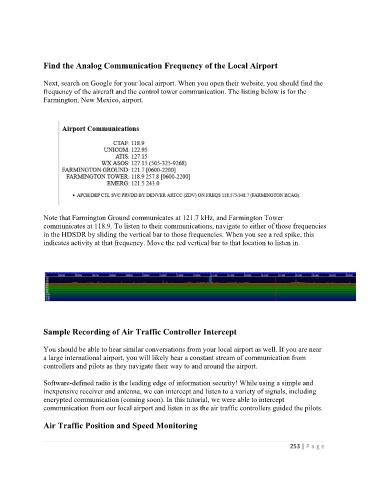 Find the Analog Communication Frequency of the Local Airport
Next, search on Google for your local airport. When you open their website, you should find the
frequency of the aircraft and the control tower communication. The listing below is for the
Farmington, New Mexico, airport.
Airport Communications
CTAF: 118.9
UNICOM: 122.95
ATIS: 127.15
WX ASOS: 127.15 (505-325-9268)
FARMINGTON GROUND: 121.7 [0600-2200]
FARMINGTON TOWER: 118.9 257.8 [0600-2200]
EMERG: 121.5 243.0
• APCH/DEP CTL SVC PRVDD BY DENVER ARTCC (ZDV) ON FREQS 118.575/348.7 (FARMINGTON RCAG).
Note that Farmington Ground communicates at 121.7 kHz, and Farmington Tower
communicates at 118.9. To listen to their communications, navigate to either of those frequencies
in the HDSDR by sliding the vertical bar to those frequencies. When you see a red spike, this
indicates activity at that frequency. Move the red vertical bar to that location to listen in.
Sample Recording of Air Traffic Controller Intercept
You should be able to hear similar conversations from your local airport as well. If you are near
a large international airport, you will likely hear a constant stream of communication from
controllers and pilots as they navigate their way to and around the airport.
Software-defined radio is the leading edge of information security! While using a simple and
inexpensive receiver and antenna, we can intercept and listen to a variety of signals, including
encrypted communication (coming soon). In this tutorial, we were able to intercept
communication from our local airport and listen in as the air traffic controllers guided the pilots.
Air Traffic Position and Speed Monitoring
253 | P a g e